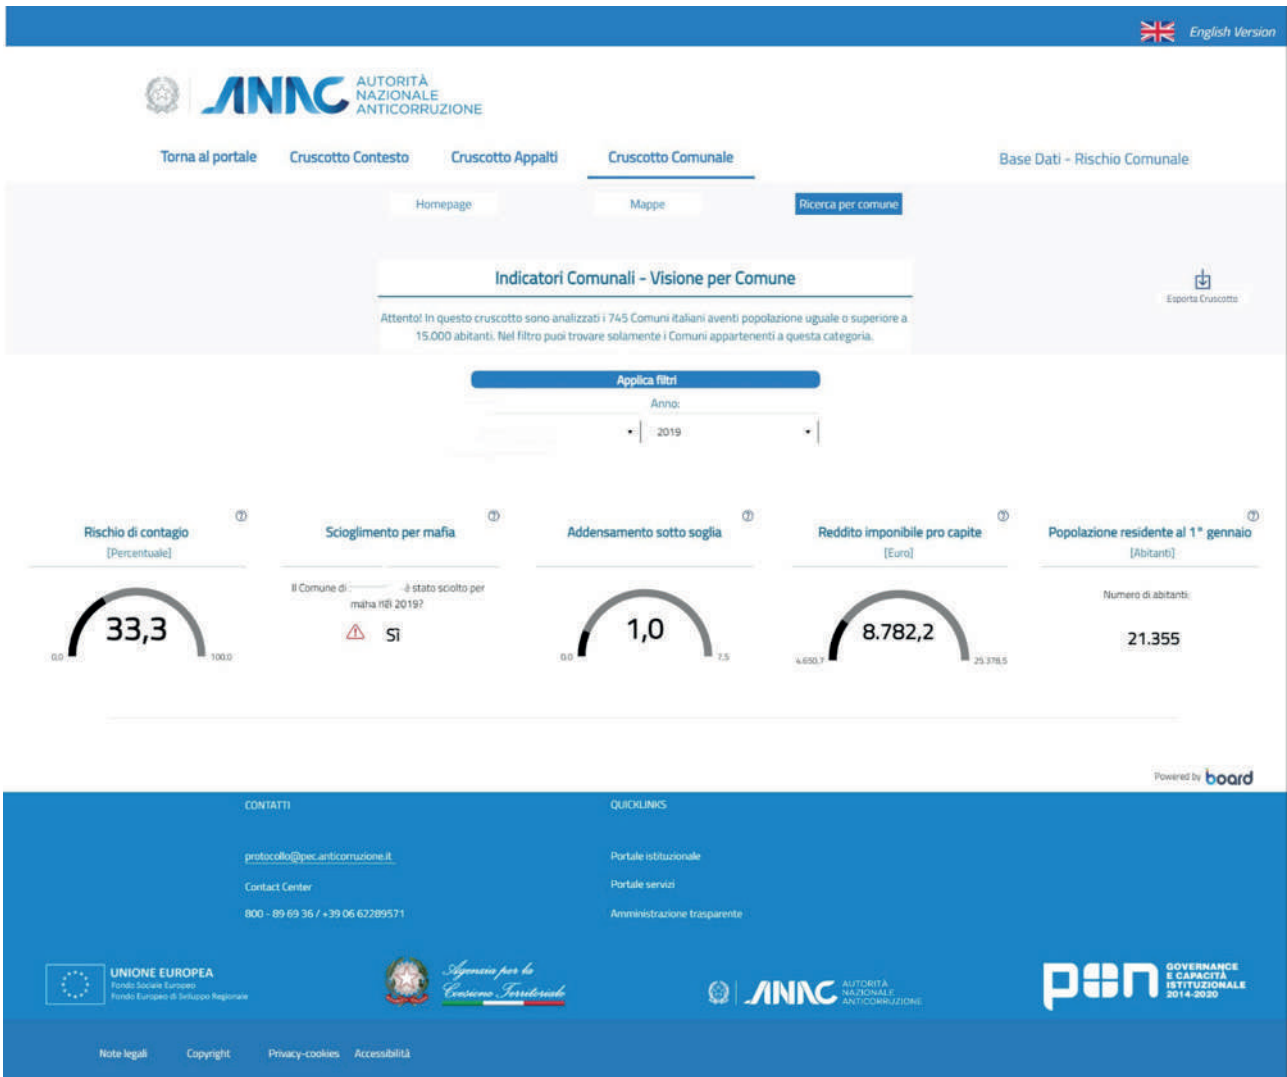 English Version
ANAC AUTORITÀ
NAZIONALE
ANTICORRUZIONE
Torna al portale Cruscotto Contesto Cruscotto Appalti Cruscotto Comunale Base Dati - Rischio Comunale
Homepage Mappe Ricerca per comune
Indicatori Comunali - Visione per Comune
Esporta Cruscotto
Attento! In questo cruscotto sono analizzati i 745 Comuni italiani aventi popolazione uguale o superiore a
15.000 abitanti. Nel filtro puoi trovare solamente i Comuni appartenenti a questa categoria.
Applica filtri
Anno:
2019
Rischio di contagio
[Percentuale]
33,3
0,0 100,0
Scioglimento per mafia
Il Comune di è stato sciolto per
mafia nel 2019?
Sì
Addensamento sotto soglia
1,0
0,0 7,5
Reddito imponibile pro capite
[Euro]
8.782,2
4.650,7 25.378,5
Popolazione residente al 1° gennaio
[Abitanti]
Numero di abitanti:
21.355
Powered by board
CONTATTI
protocollo@pec.anticorruzione.it
Contact Center
800 - 89 69 36 / +39 06 62289571
QUICKLINKS
Portale istituzionale
Portale servizi
Amministrazione trasparente
UNIONE EUROPEA
Fondo Sociale Europeo
Fondo Europeo di Sviluppo Regionale
Agenzia per la
Coesione Territoriale
ANAC AUTORITÀ
NAZIONALE
ANTICORRUZIONE
pon GOVERNANCE
E CAPACITÀ
ISTITUZIONALE
2014-2020
Note legali Copyright Privacy-cookies Accessibilità